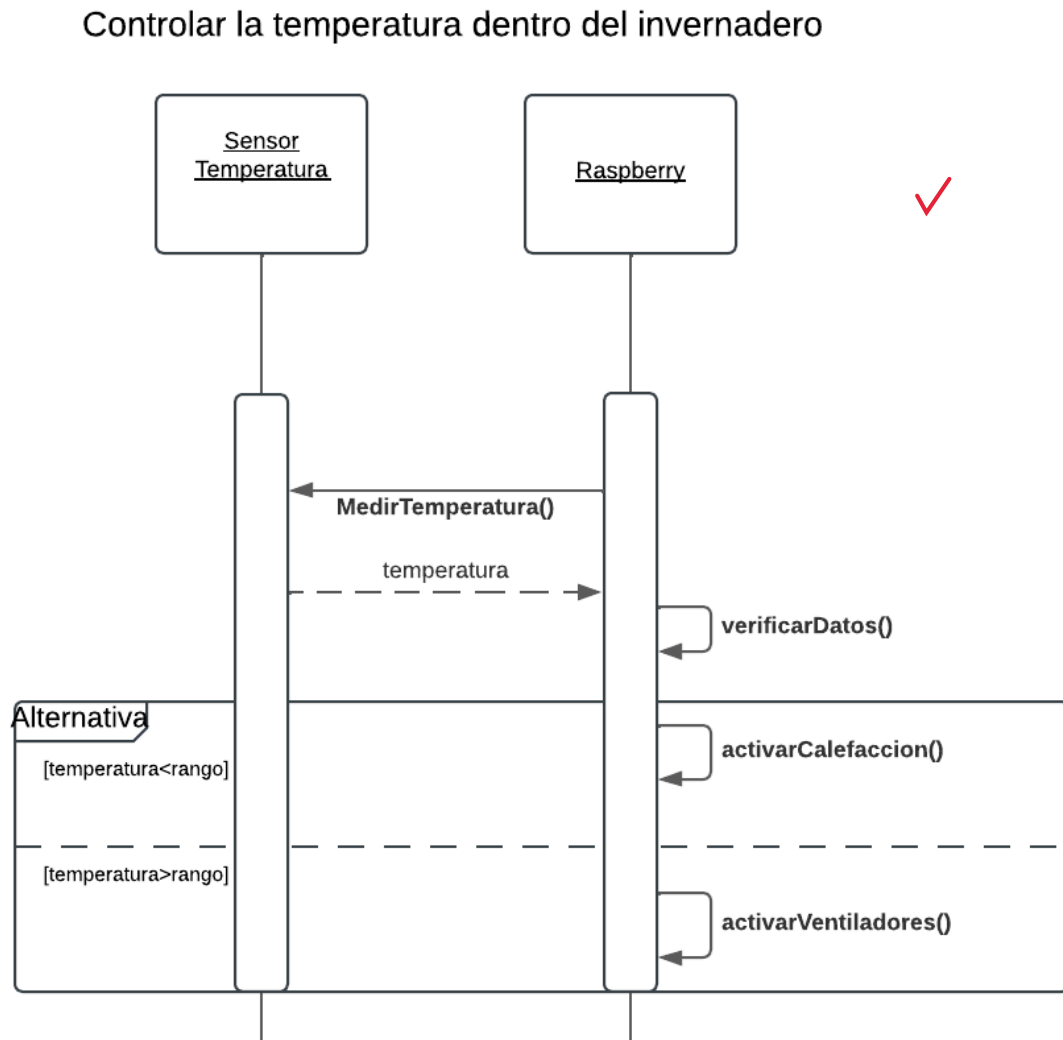 Controlar la temperatura dentro del invernadero
Sensor
Temperatura
Raspberry
MedirTemperatura()
temperatura
verificarDatos()
Alternativa
activarCalefaccion()
[temperatura<rango]
[temperatura>rango]
activarVentiladores()